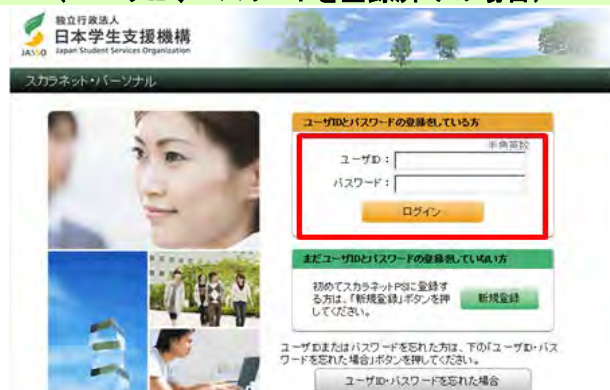 独立行政法人
日本学生支援機構
JASSO Japan Student Services Organization
スカラネット・パーソナル
ユーザIDとパスワードの登録をしている方
半角英数
ユーザID：
パスワード：
ログイン
まだユーザIDとパスワードの登録をしていない方
初めてスカラネットPSに登録す
る方は、「新規登録」ボタンを押
してください。
新規登録
ユーザIDまたはパスワードを忘れた方は、下の「ユーザID・パス
ワードを忘れた場合」ボタンを押してください。
ユーザID・パスワードを忘れた場合